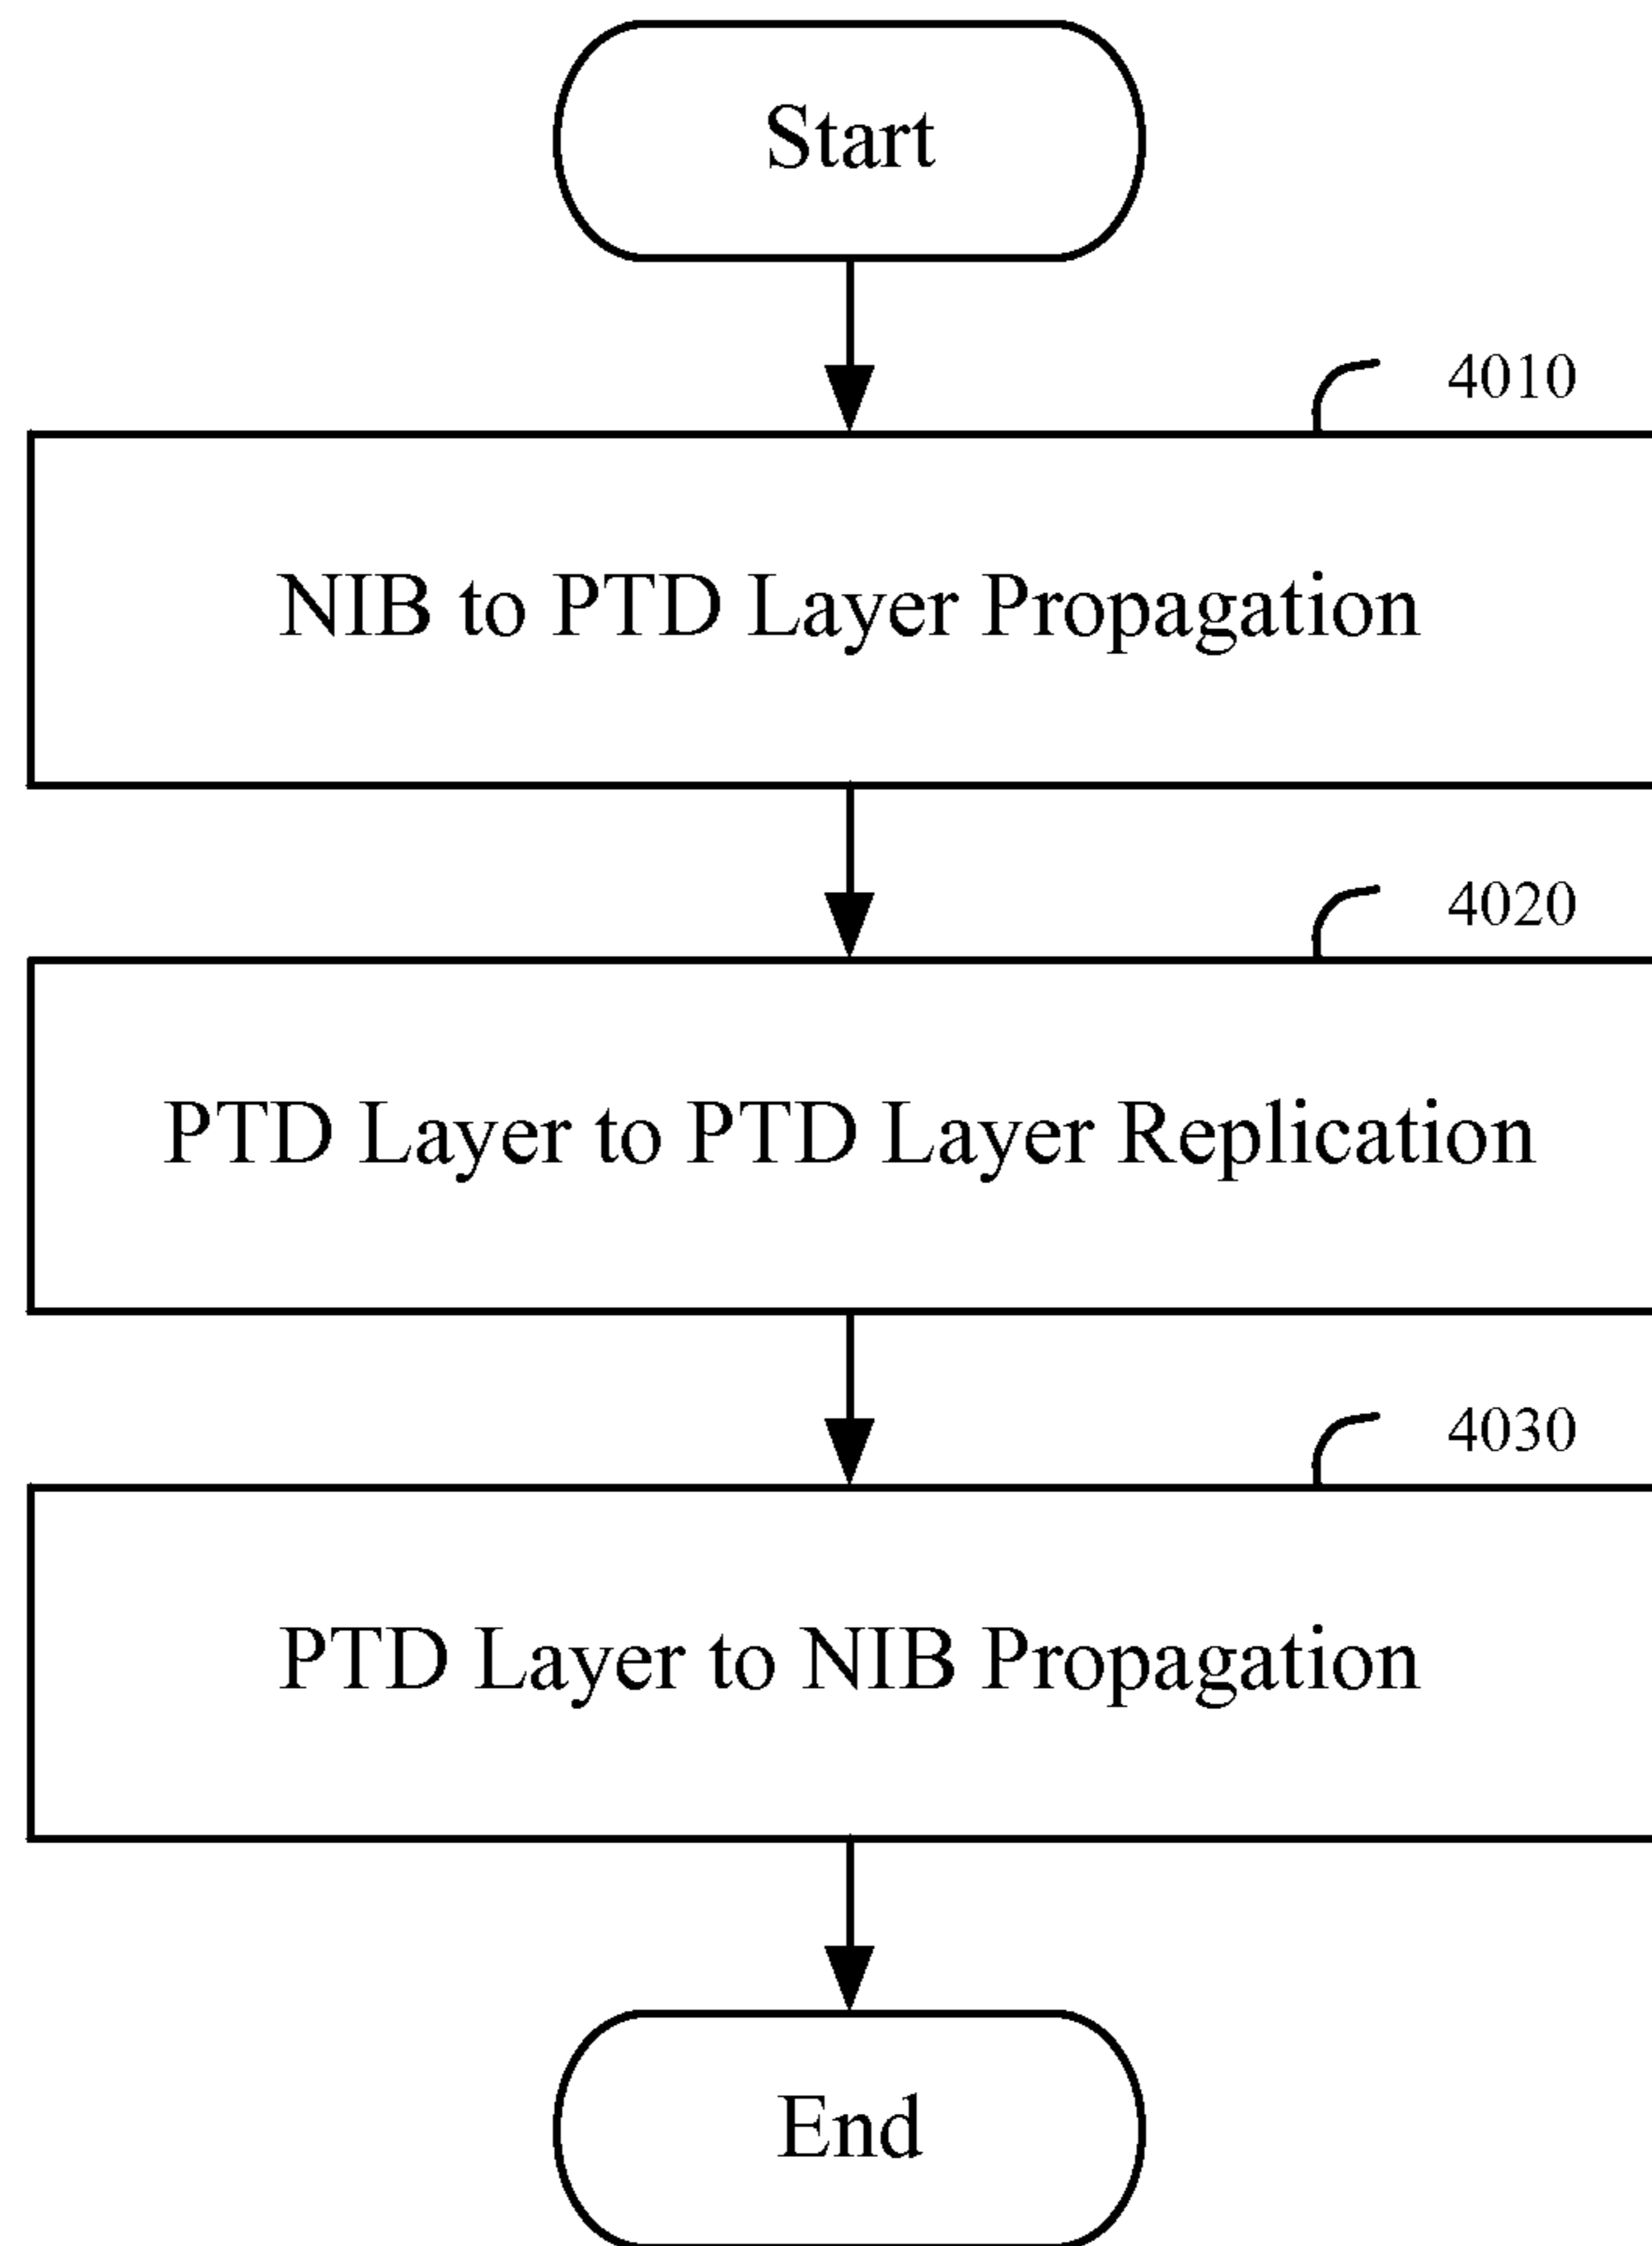 Start
4010
NIB to PTD Layer Propagation
4020
PTD Layer to PTD Layer Replication
4030
PTD Layer to NIB Propagation
End